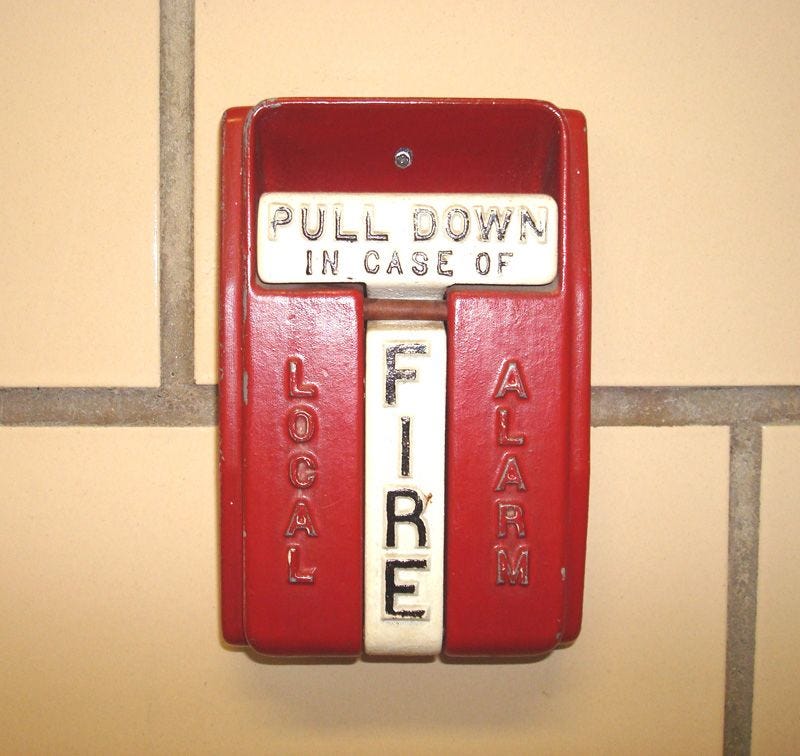 PULL DOWN
IN CASE OF
FIRE
LOCAL
ALARM